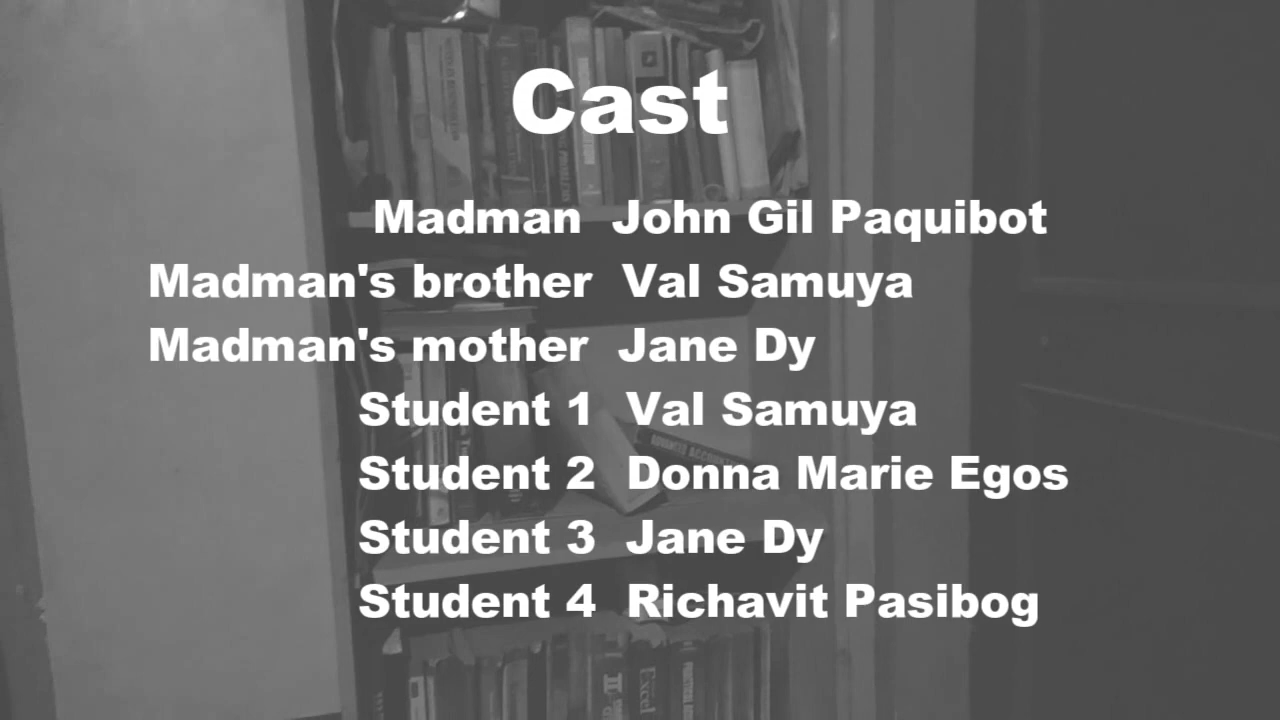 Cast
Madman John Gil Paquibot
Madman's brother Val Samuya
Madman's mother Jane Dy
Student 1 Val Samuya
Student 2 Donna Marie Egos
Student 3 Jane Dy
Student 4 Richavit Pasibog
Excel